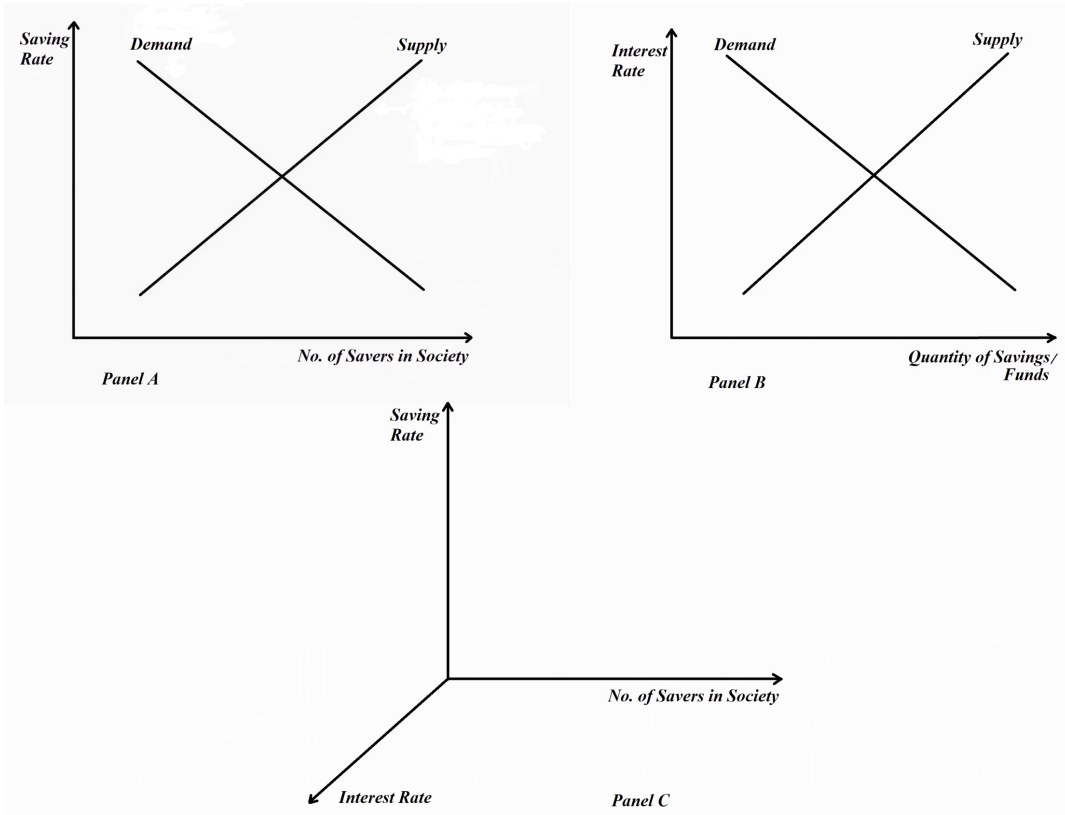 Saving
Rate
Demand
Supply
No. of Savers in Society
Panel A
Interest
Rate
Demand
Supply
Quantity of Savings/
Funds
Panel B
Saving
Rate
No. of Savers in Society
Interest Rate
Panel C